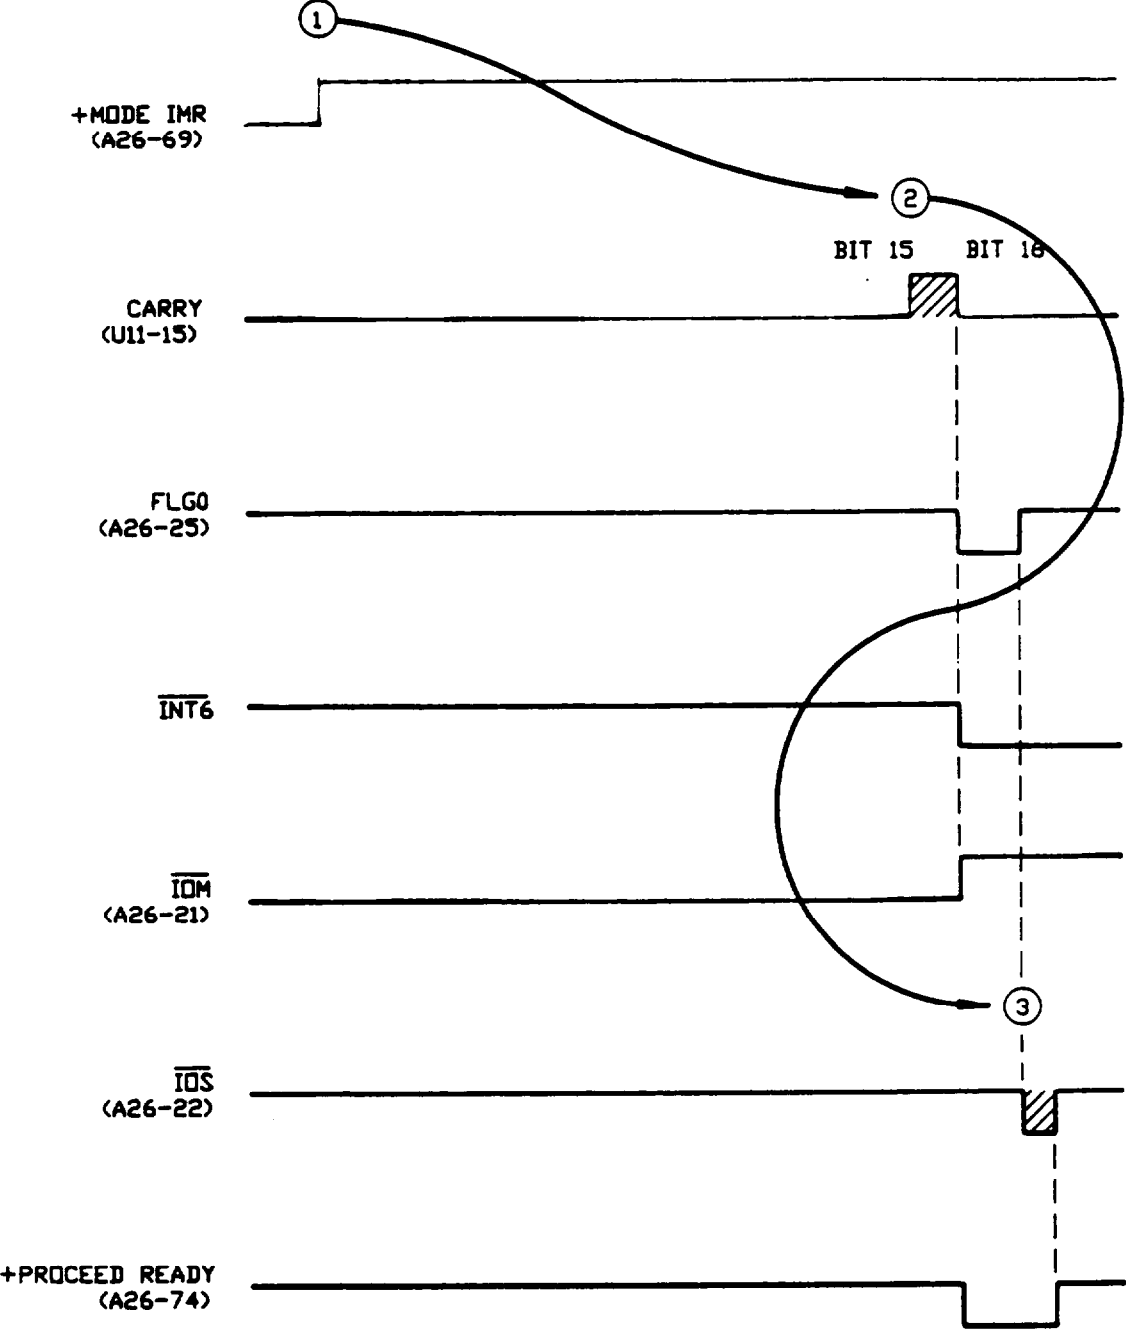 1
+MODE IMR
(A26-69)
2
BIT 15 BIT 16
CARRY
(U11-15)
FLG0
(A26-25)
INT6
IOM
(A26-21)
3
IOS
(A26-22)
+PROCEED READY
(A26-74)